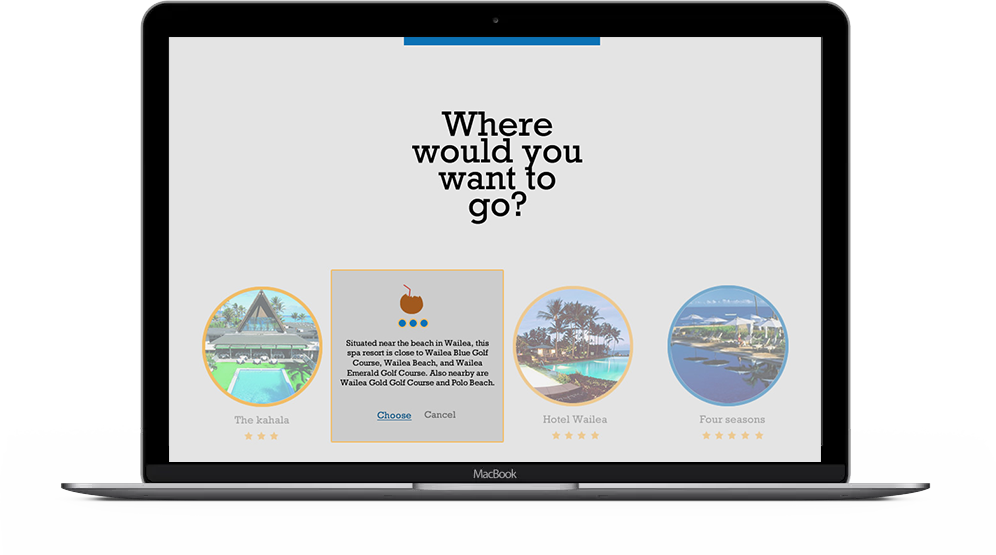 Where
would you
want to
go?
Situated near the beach in Wailea, this
spa resort is close to Wailea Blue Golf
Course, Wailea Beach, and Wailea
Emerald Golf Course. Also nearby are
Wailea Gold Golf Course and Polo Beach.
Choose Cancel
The kahala
Hotel Wailea
Four seasons
MacBook